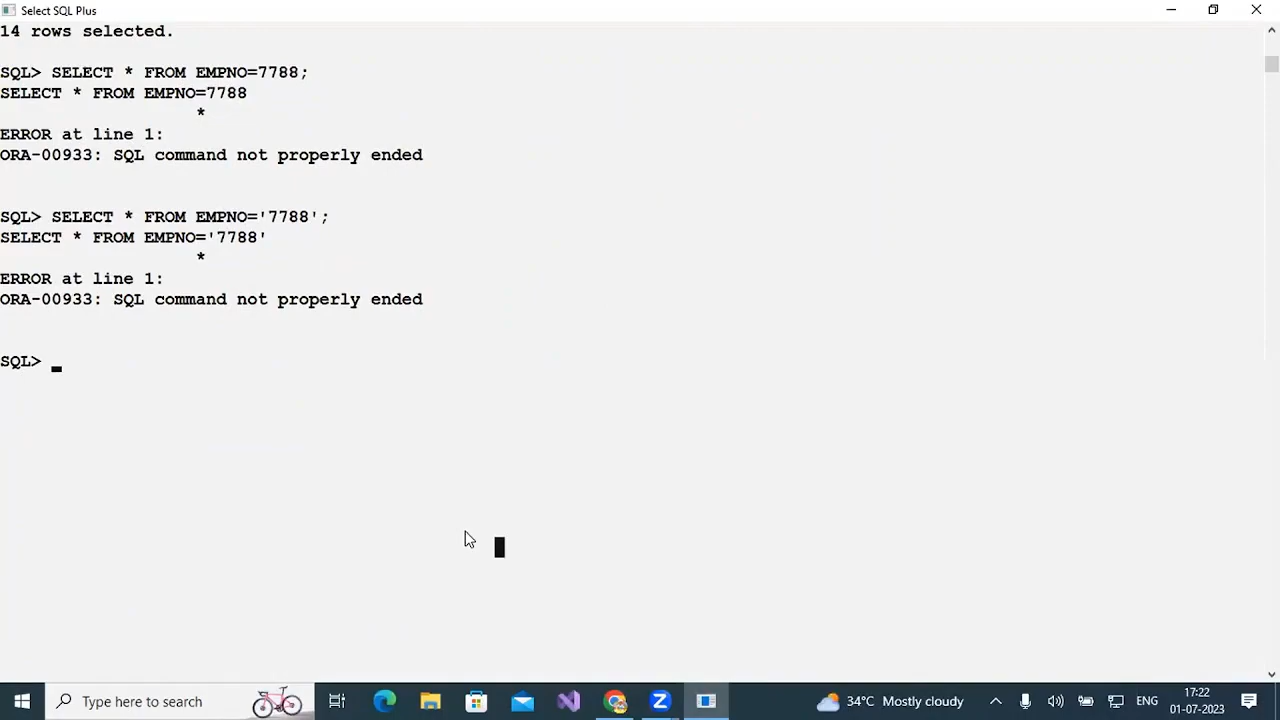 Select SQL Plus
14 rows selected.
SQL> SELECT * FROM EMPNO=7788;
SELECT * FROM EMPNO=7788
*
ERROR at line 1:
ORA-00933: SQL command not properly ended
SQL> SELECT * FROM EMPNO='7788';
SELECT * FROM EMPNO='7788'
*
ERROR at line 1:
ORA-00933: SQL command not properly ended
SQL>
Type here to search
34°C Mostly cloudy
ENG
17:22
01-07-2023